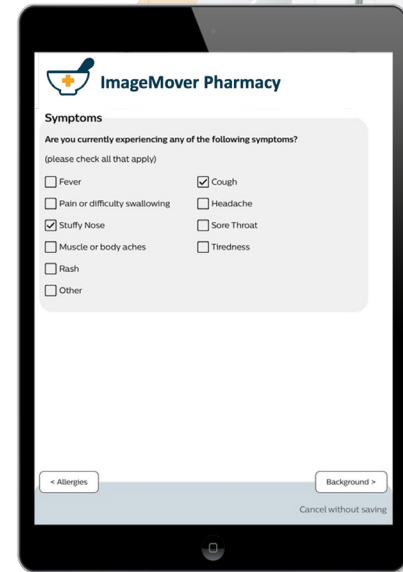 ImageMover Pharmacy
Symptoms
Are you currently experiencing any of the following symptoms?
(please check all that apply)
Fever
Cough
Pain or difficulty swallowing
Headache
Stuffy Nose
Sore Throat
Muscle or body aches
Tiredness
Rash
Other
< Allergies
Background >
Cancel without saving